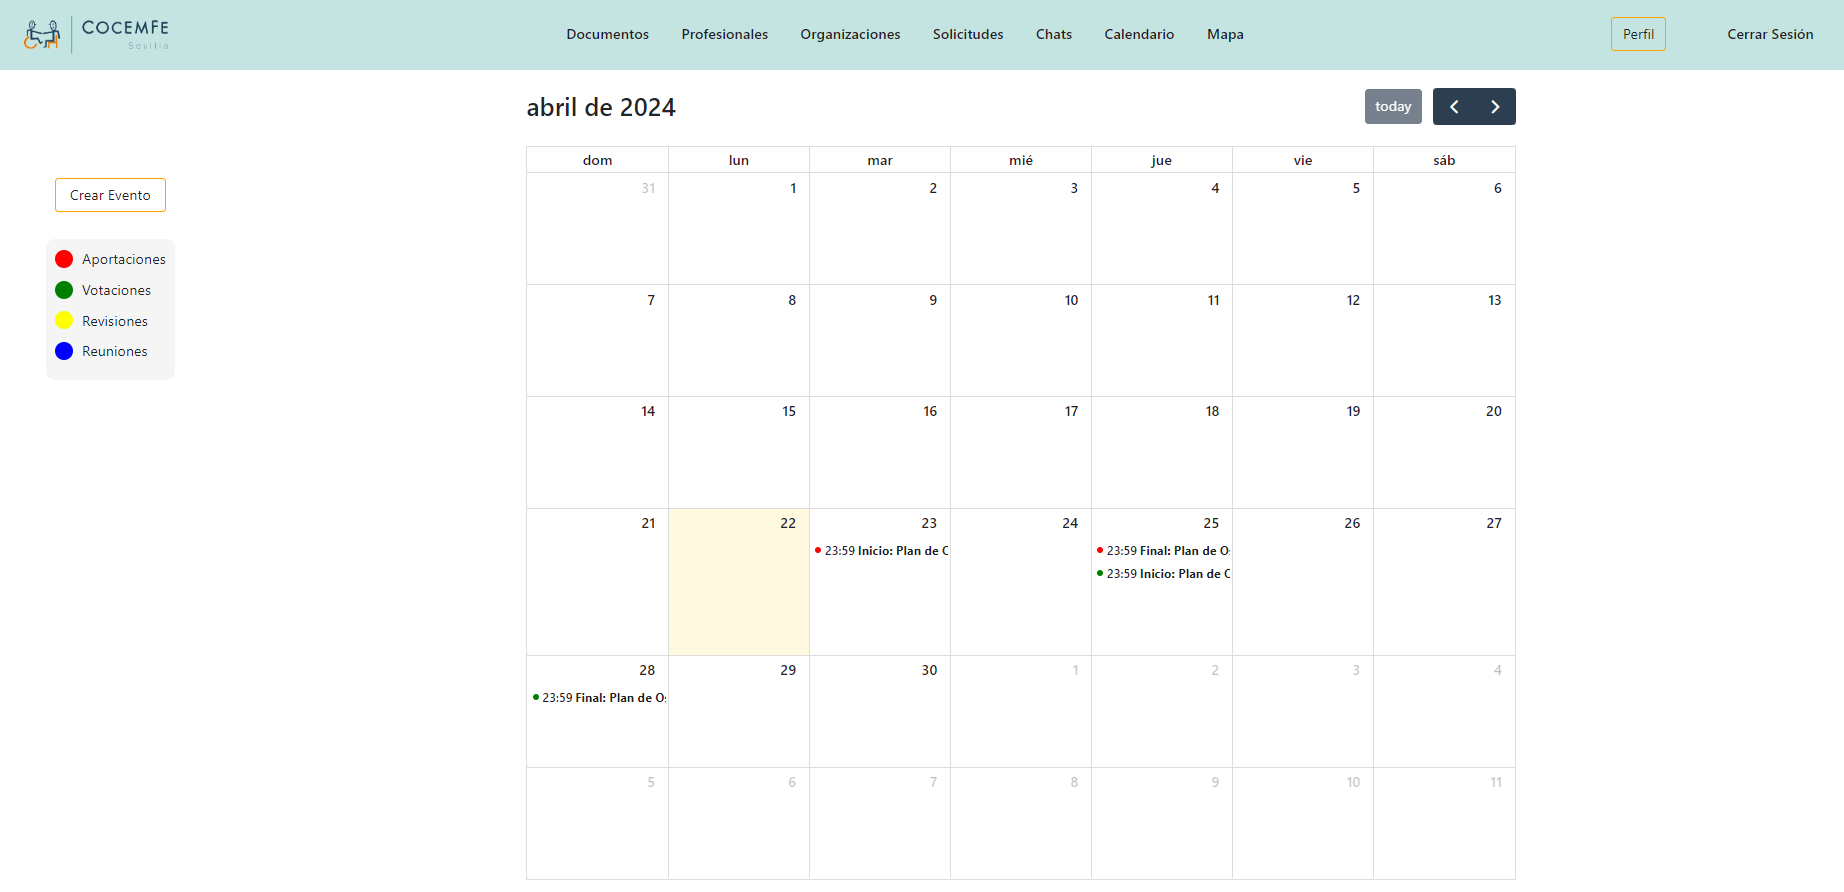 COCEMFE
Sevilla
Documentos Profesionales Organizaciones Solicitudes Chats Calendario Mapa
Perfil
Cerrar Sesión
abril de 2024
today
Crear Evento
Aportaciones
Votaciones
Revisiones
Reuniones
dom lun mar mié jue vie sáb
31 1 2 3 4 5 6
7 8 9 10 11 12 13
14 15 16 17 18 19 20
21 22 23 24 25 26 27
23:59 Inicio: Plan de
23:59 Final: Plan de
23:59 Inicio: Plan de
28 29 30 1 2 3 4
23:59 Final: Plan de
5 6 7 8 9 10 11